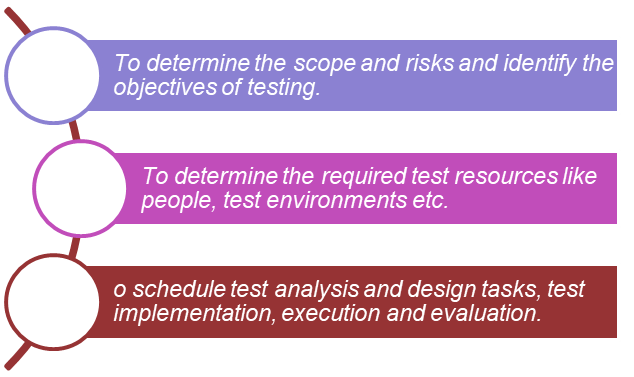 To determine the scope and risks and identify the
objectives of testing.
To determine the required test resources like
people, test environments etc.
o schedule test analysis and design tasks, test
implementation, execution and evaluation.